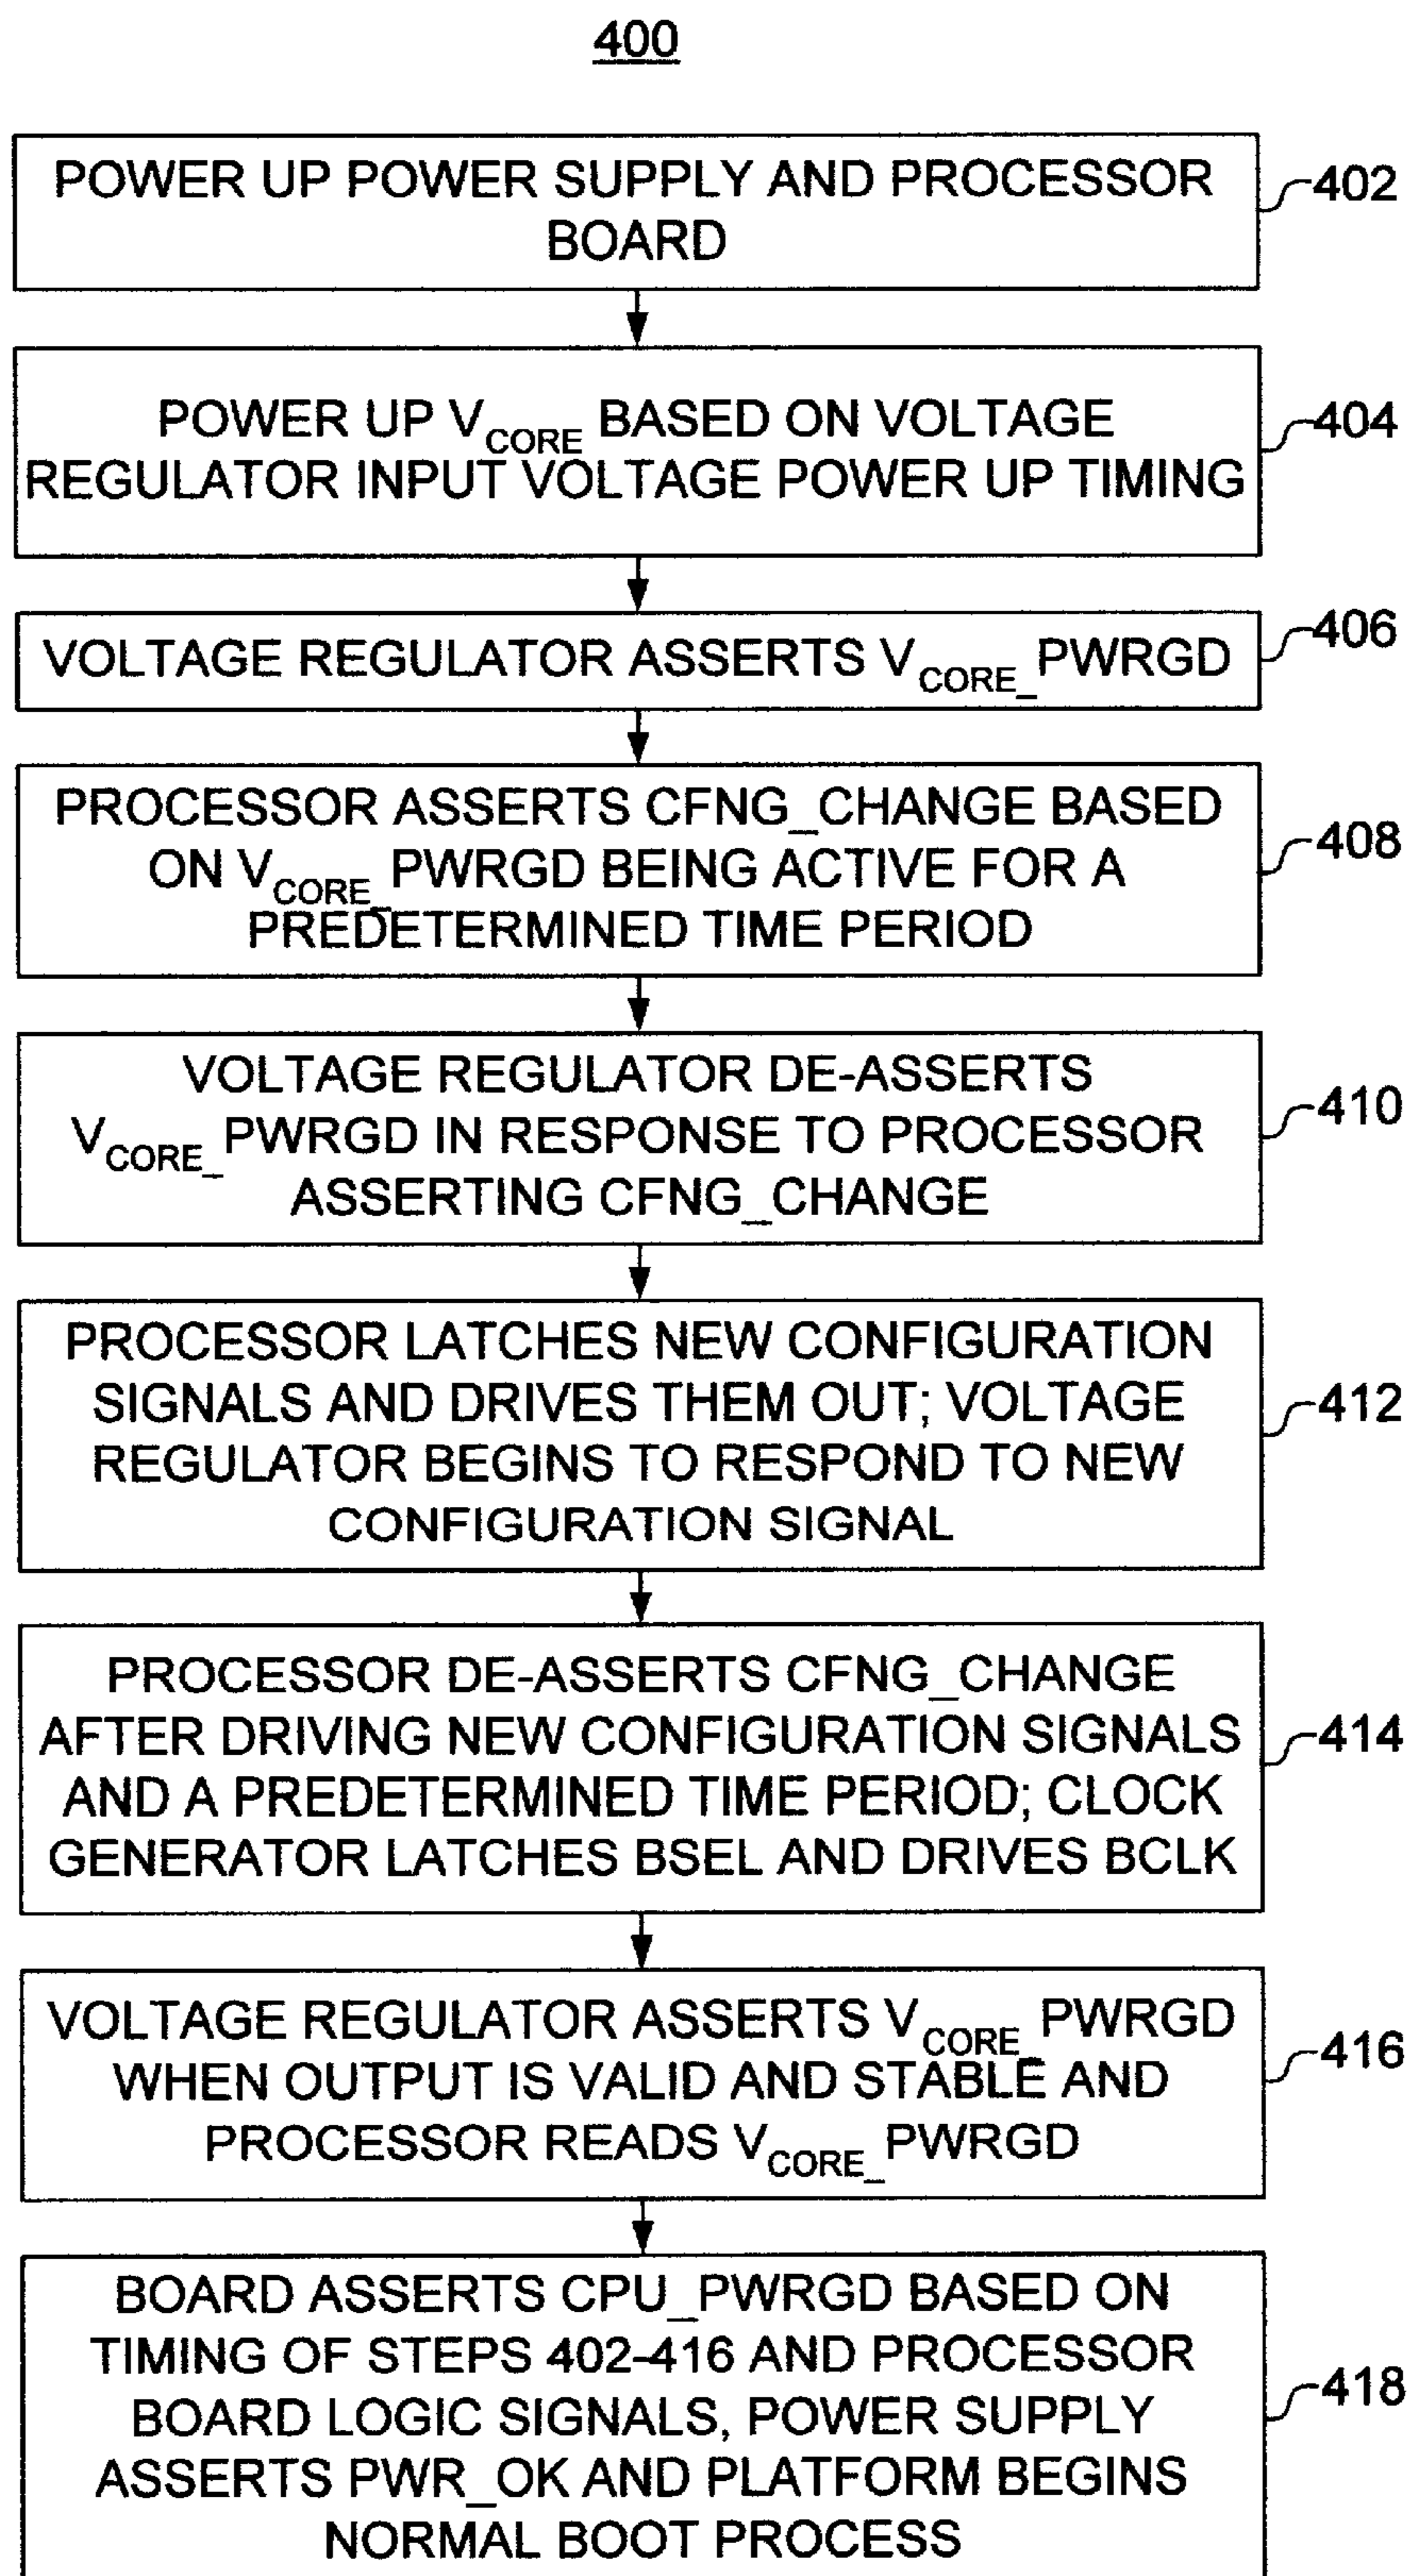 400
POWER UP POWER SUPPLY AND PROCESSOR
BOARD
402
POWER UP VCORE BASED ON VOLTAGE
REGULATOR INPUT VOLTAGE POWER UP TIMING
404
VOLTAGE REGULATOR ASSERTS VCORE_PWRGD
406
PROCESSOR ASSERTS CFNG_CHANGE BASED
ON VCORE_PWRGD BEING ACTIVE FOR A
PREDETERMINED TIME PERIOD
408
VOLTAGE REGULATOR DE-ASSERTS
VCORE_PWRGD IN RESPONSE TO PROCESSOR
ASSERTING CFNG_CHANGE
410
PROCESSOR LATCHES NEW CONFIGURATION
SIGNALS AND DRIVES THEM OUT; VOLTAGE
REGULATOR BEGINS TO RESPOND TO NEW
CONFIGURATION SIGNAL
412
PROCESSOR DE-ASSERTS CFNG_CHANGE
AFTER DRIVING NEW CONFIGURATION SIGNALS
AND A PREDETERMINED TIME PERIOD; CLOCK
GENERATOR LATCHES BSEL AND DRIVES BCLK
414
VOLTAGE REGULATOR ASSERTS VCORE_PWRGD
WHEN OUTPUT IS VALID AND STABLE AND
PROCESSOR READS VCORE_PWRGD
416
BOARD ASSERTS CPU_PWRGD BASED ON
TIMING OF STEPS 402-416 AND PROCESSOR
BOARD LOGIC SIGNALS, POWER SUPPLY
ASSERTS PWR_OK AND PLATFORM BEGINS
NORMAL BOOT PROCESS
418